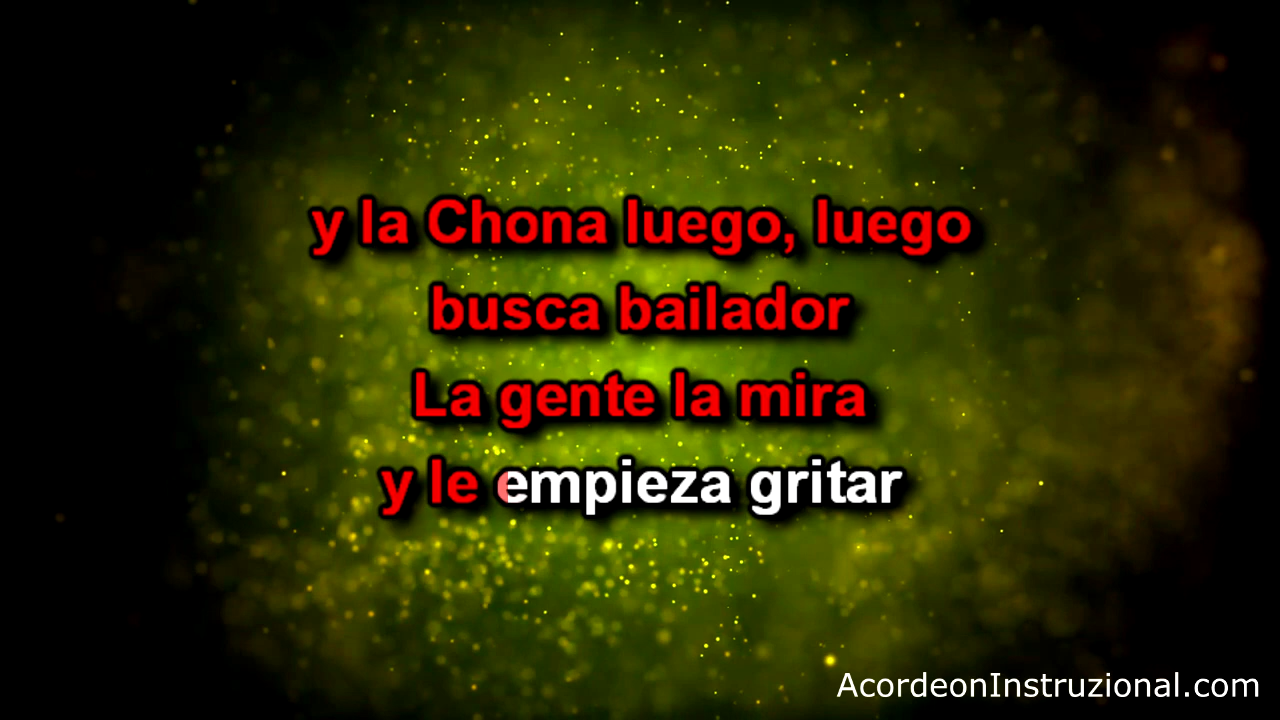 y la Chona luego, luego
busca bailador
La gente la mira
y le empieza gritar
AcordeonInstruzional.com